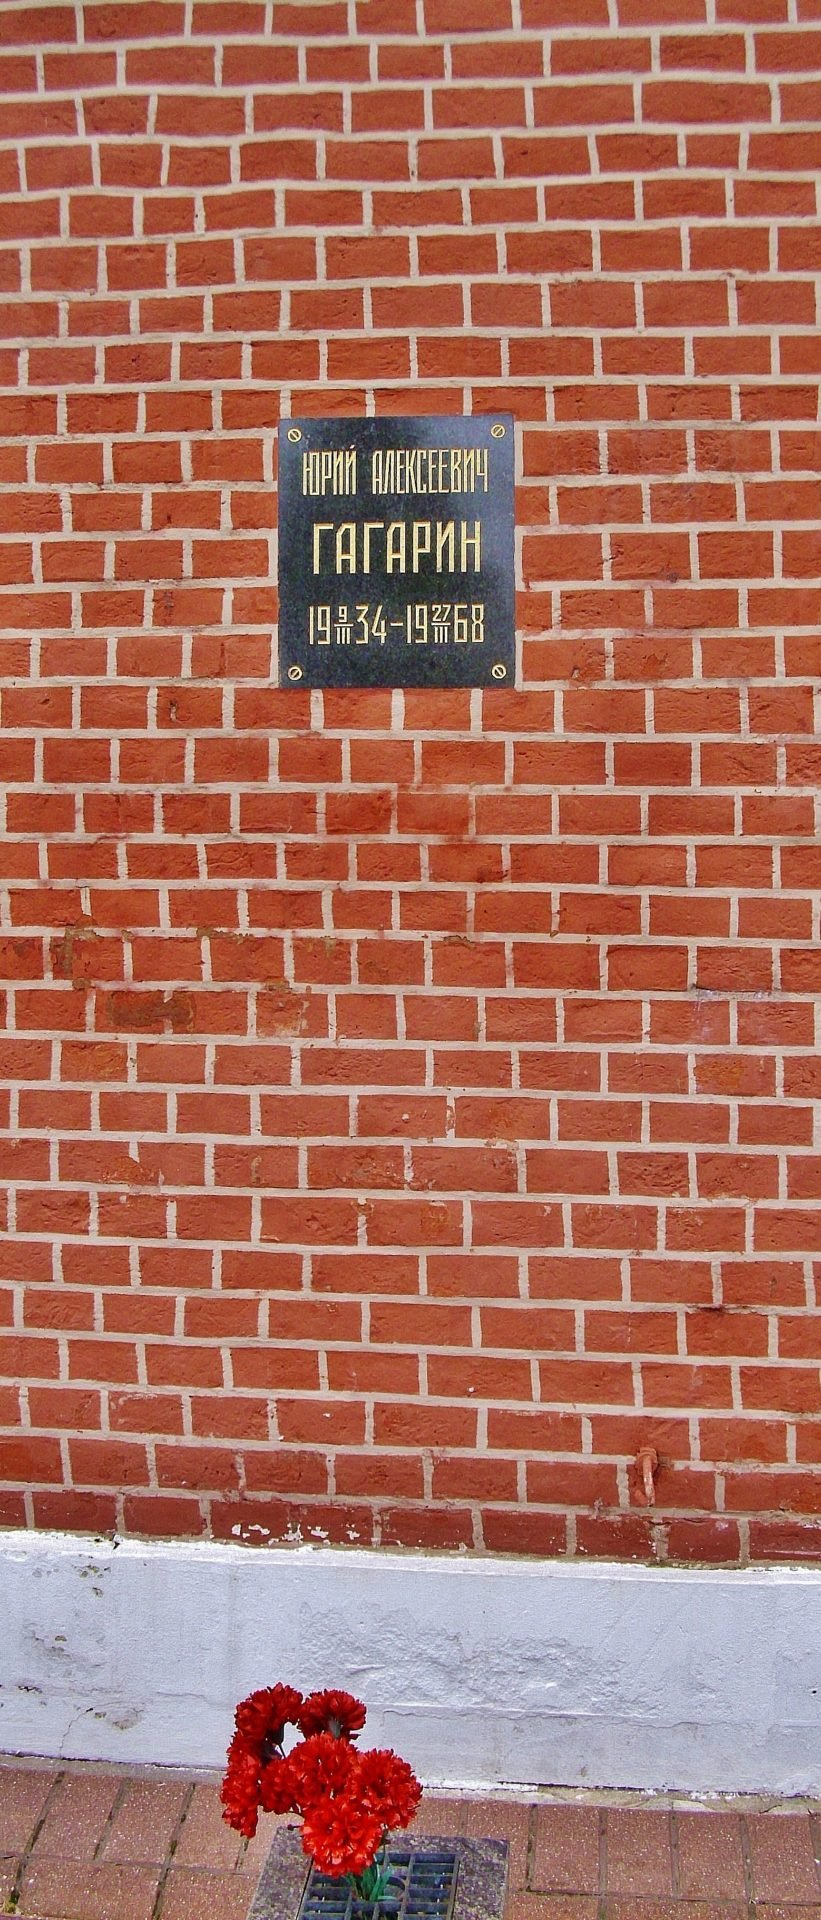 ЮРИЙ АЛЕКСЕЕВИЧ
ГАГАРИН
19 9/III 34-19 27/III 68